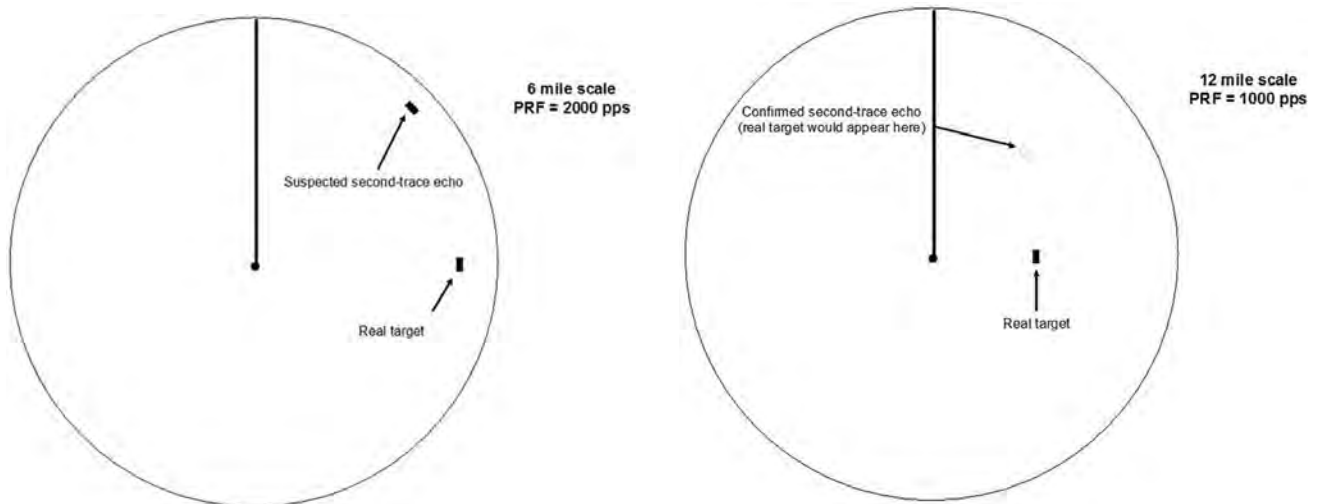 6 mile scale
PRF = 2000 pps
Suspected second-trace echo
Real target
12 mile scale
PRF = 1000 pps
Confirmed second-trace echo
(real target would appear here)
Real target